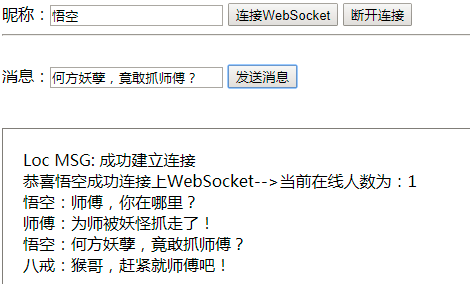 昵称：悟空 连接WebSocket 断开连接
消息：何方妖孽，竟敢抓师傅？ 发送消息
Loc MSG: 成功建立连接
恭喜悟空成功连接上WebSocket-->当前在线人数为：1
悟空：师傅，你在哪里？
师傅：为师被妖怪抓走了！
悟空：何方妖孽，竟敢抓师傅？
八戒：猴哥，赶紧就师傅吧！